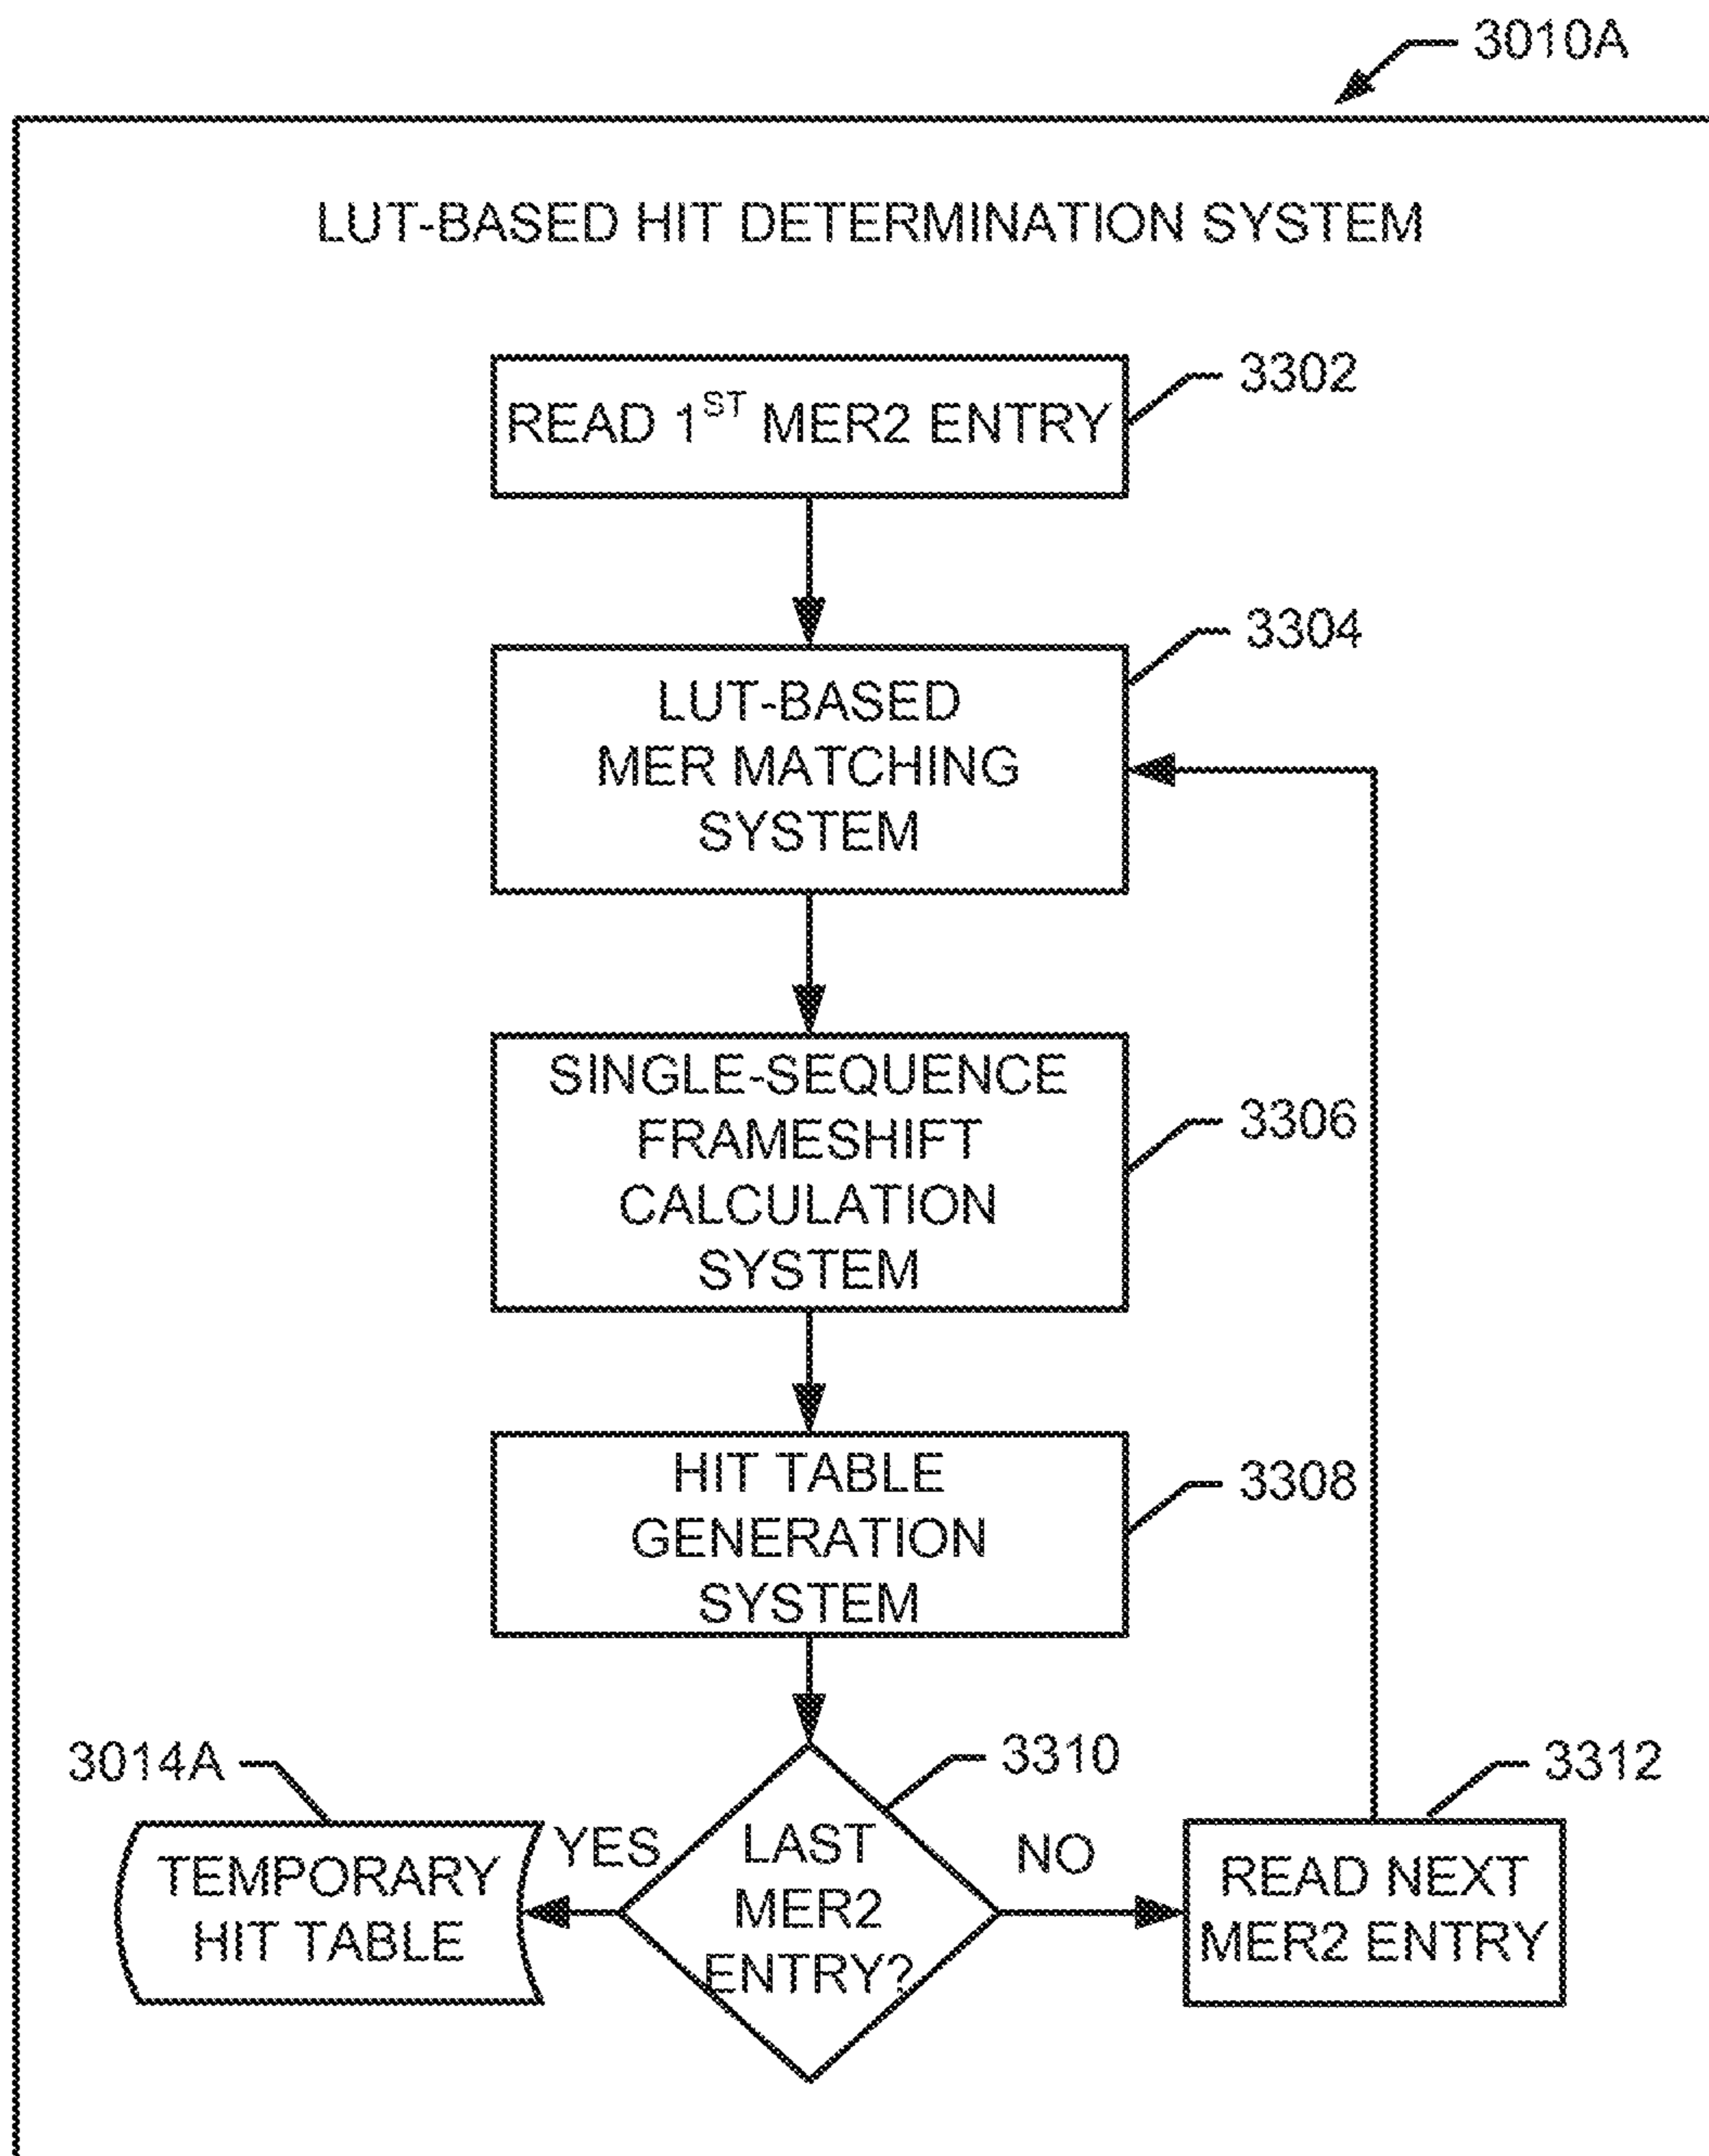 3010A
LUT-BASED HIT DETERMINATION SYSTEM
3302
READ 1ST MER2 ENTRY
3304
LUT-BASED
MER MATCHING
SYSTEM
SINGLE-SEQUENCE
FRAMESHIFT
3306
CALCULATION
SYSTEM
HIT TABLE
3308
GENERATION
SYSTEM
3014A
3310
3312
YES
NO
TEMPORARY
HIT TABLE
LAST
MER2
ENTRY?
READ NEXT
MER2 ENTRY